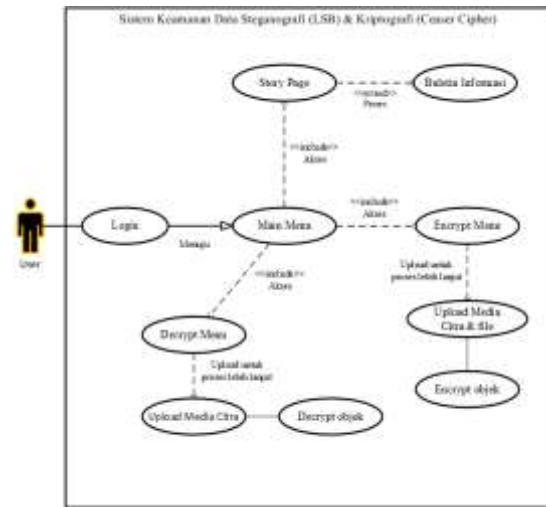 Sistem Keamanan Data Steganografi (LSB) & Kriptografi (Ceaser Cipher)
Story Page
<<extend>>
Proses
Buletin Informasi
<<include>>
Akses
User
Login
Menuju
Main Menu
<<include>>
Akses
Encrypt Menu
<<include>>
Akses
Upload untuk
proses lebih lanjut
Decrypt Menu
Upload Media
Citra & file
Upload untuk
proses lebih lanjut
Encrypt objek
Upload Media Citra
Decrypt objek